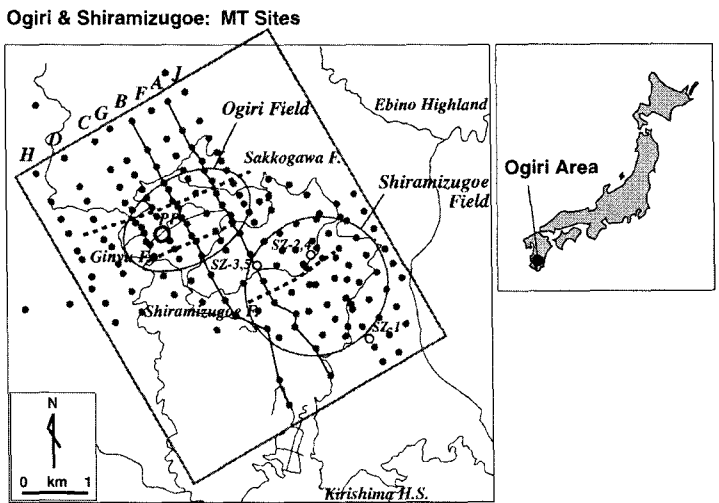 Ogiri & Shiramizugoe: MT Sites
J
A
F
B
G
C
D
H
Ogiri Field
Ebino Highland
Sakkogawa F.
Shiramizugoe
Field
P.P.
Ginyu F.
SZ-2,4
SZ-3,5
Shiramizugoe F.
SZ-1
N
0 km 1
Kirishima H.S.
Ogiri Area